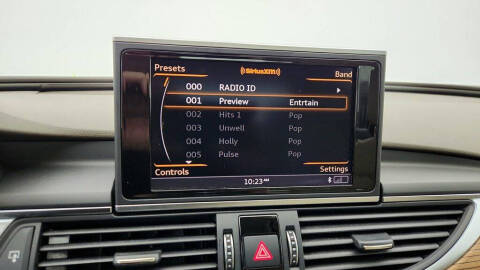 Presets
((SiriusXM))
Band
000 RADIO ID
001 Preview Entrtain
002 Hits 1 Pop
003 Unwell Pop
004 Holly Pop
005 Pulse Pop
Controls
Settings
10:23 AM